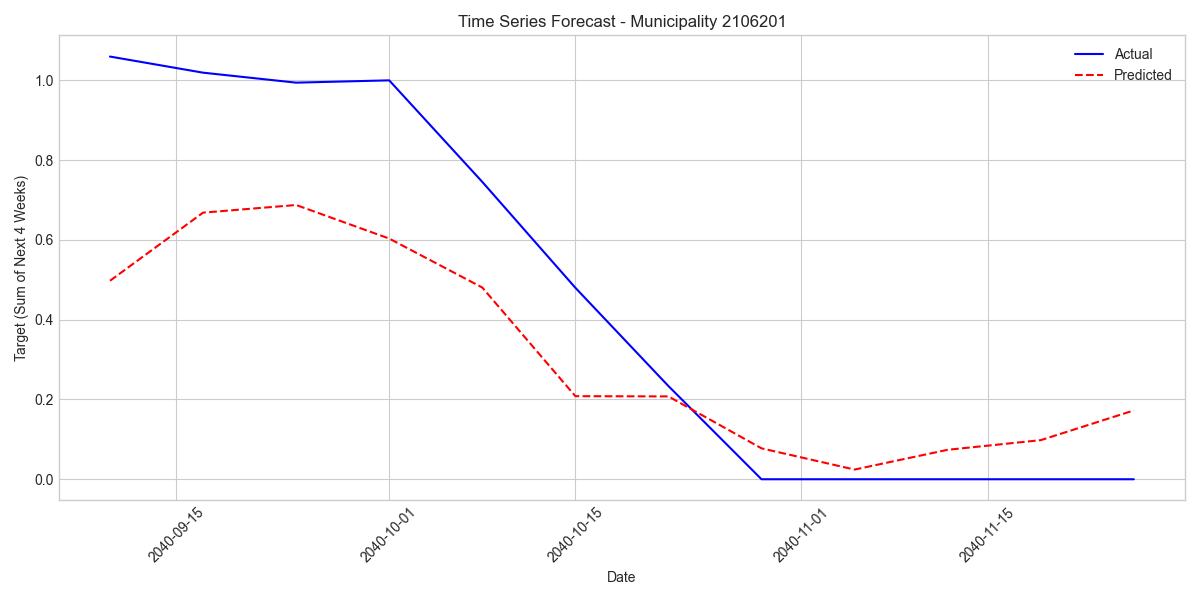 Time Series Forecast - Municipality 2106201
Actual
Predicted
Target (Sum of Next 4 Weeks)
1.0
0.8
0.6
0.4
0.2
0.0
2040-09-15
2040-10-01
2040-10-15
2040-11-01
2040-11-15
Date